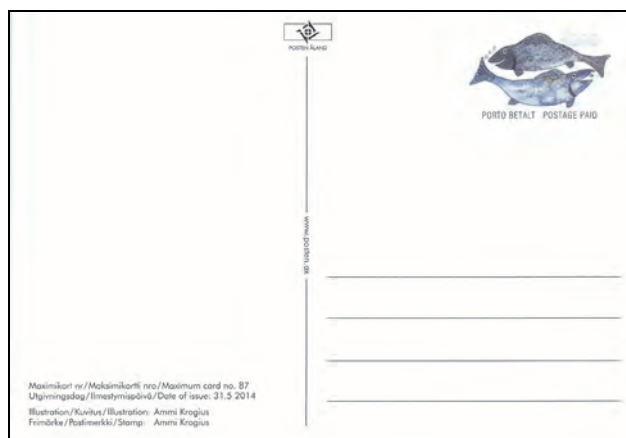 POSTEN ÅLAND
PORTO BETALT POSTAGE PAID
www.posten.ax
Maximikort nr/Maksimikortti nro/Maximum card no. 87
Utgivningsdag/Ilmestymispäivä/Date of issue: 31.5 2014
Illustration/Kuvitus/Illustration: Ammi Krogius
Frimärke/Postimerkki/Stamp: Ammi Krogius